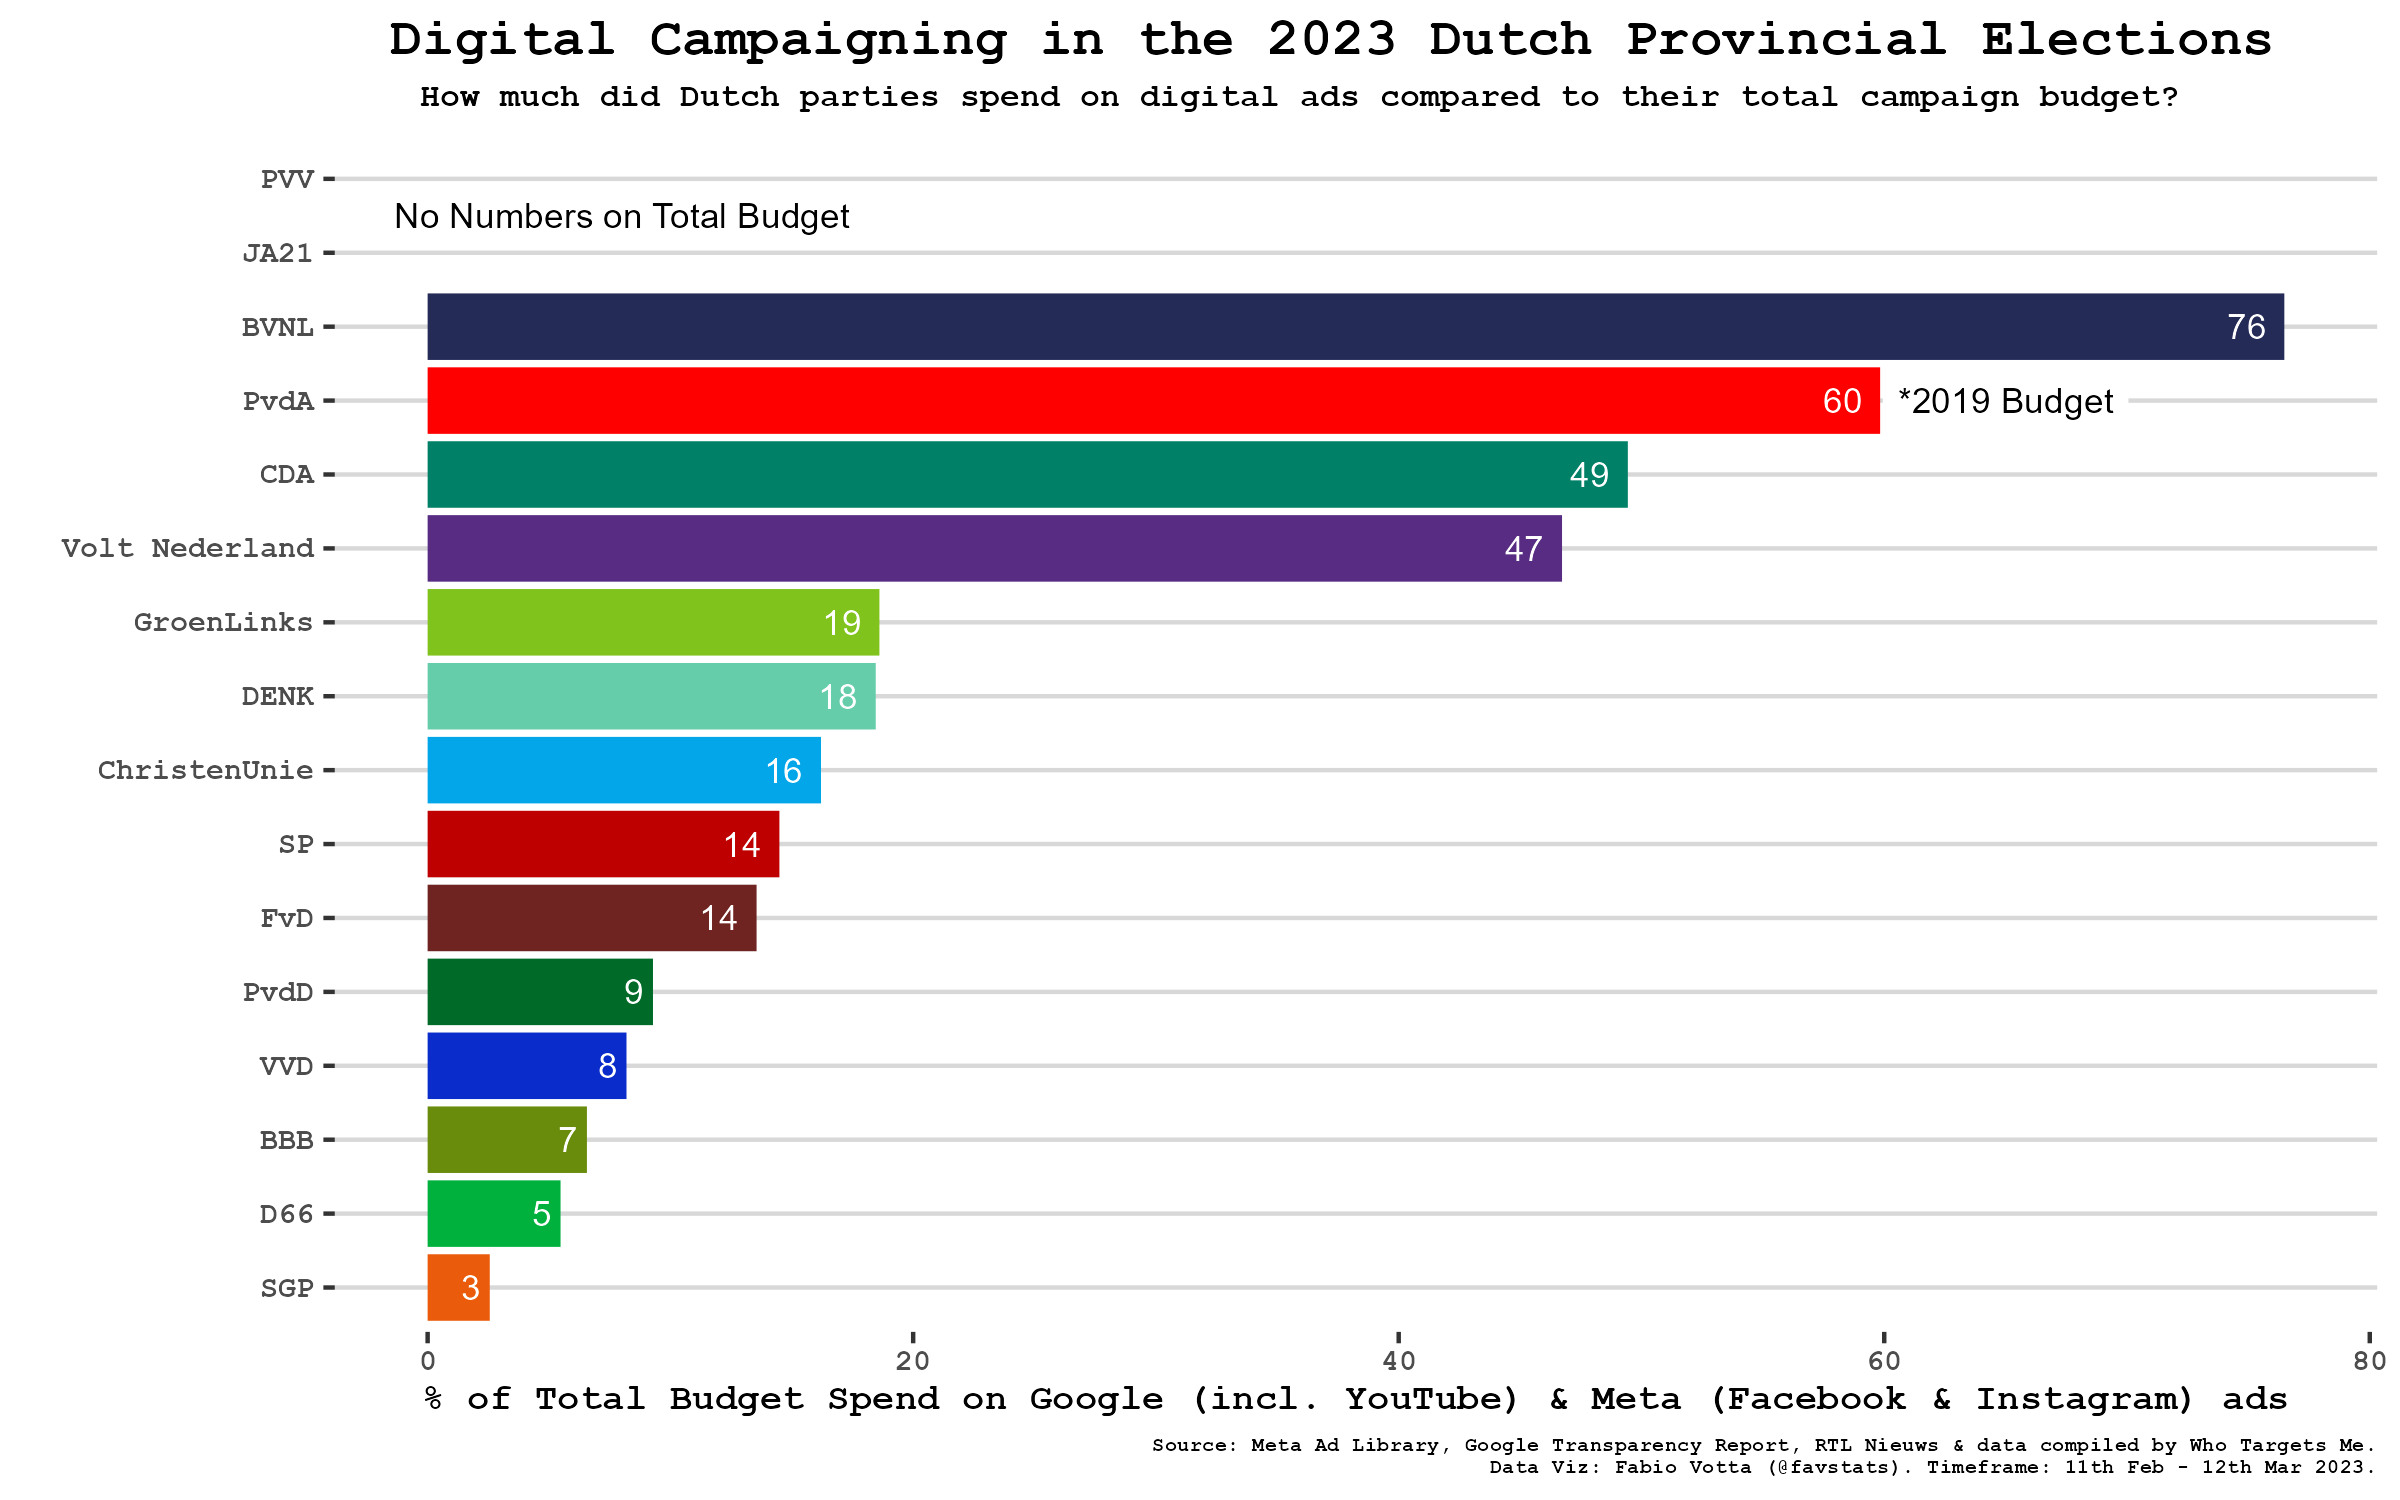 Digital Campaigning in the 2023 Dutch Provincial Elections
How much did Dutch parties spend on digital ads compared to their total campaign budget?
PVV
No Numbers on Total Budget
JA21
BVNL 76
PvdA 60 *2019 Budget
CDA 49
Volt Nederland 47
GroenLinks 19
DENK 18
ChristenUnie 16
SP 14
FvD 14
PvdD 9
VVD 8
BBB 7
D66 5
SGP 3
0 20 40 60 80
% of Total Budget Spend on Google (incl. YouTube) & Meta (Facebook & Instagram) ads
Source: Meta Ad Library, Google Transparency Report, RTL Nieuws & data compiled by Who Targets Me.
Data Viz: Fabio Votta (@favstats). Timeframe: 11th Feb - 12th Mar 2023.